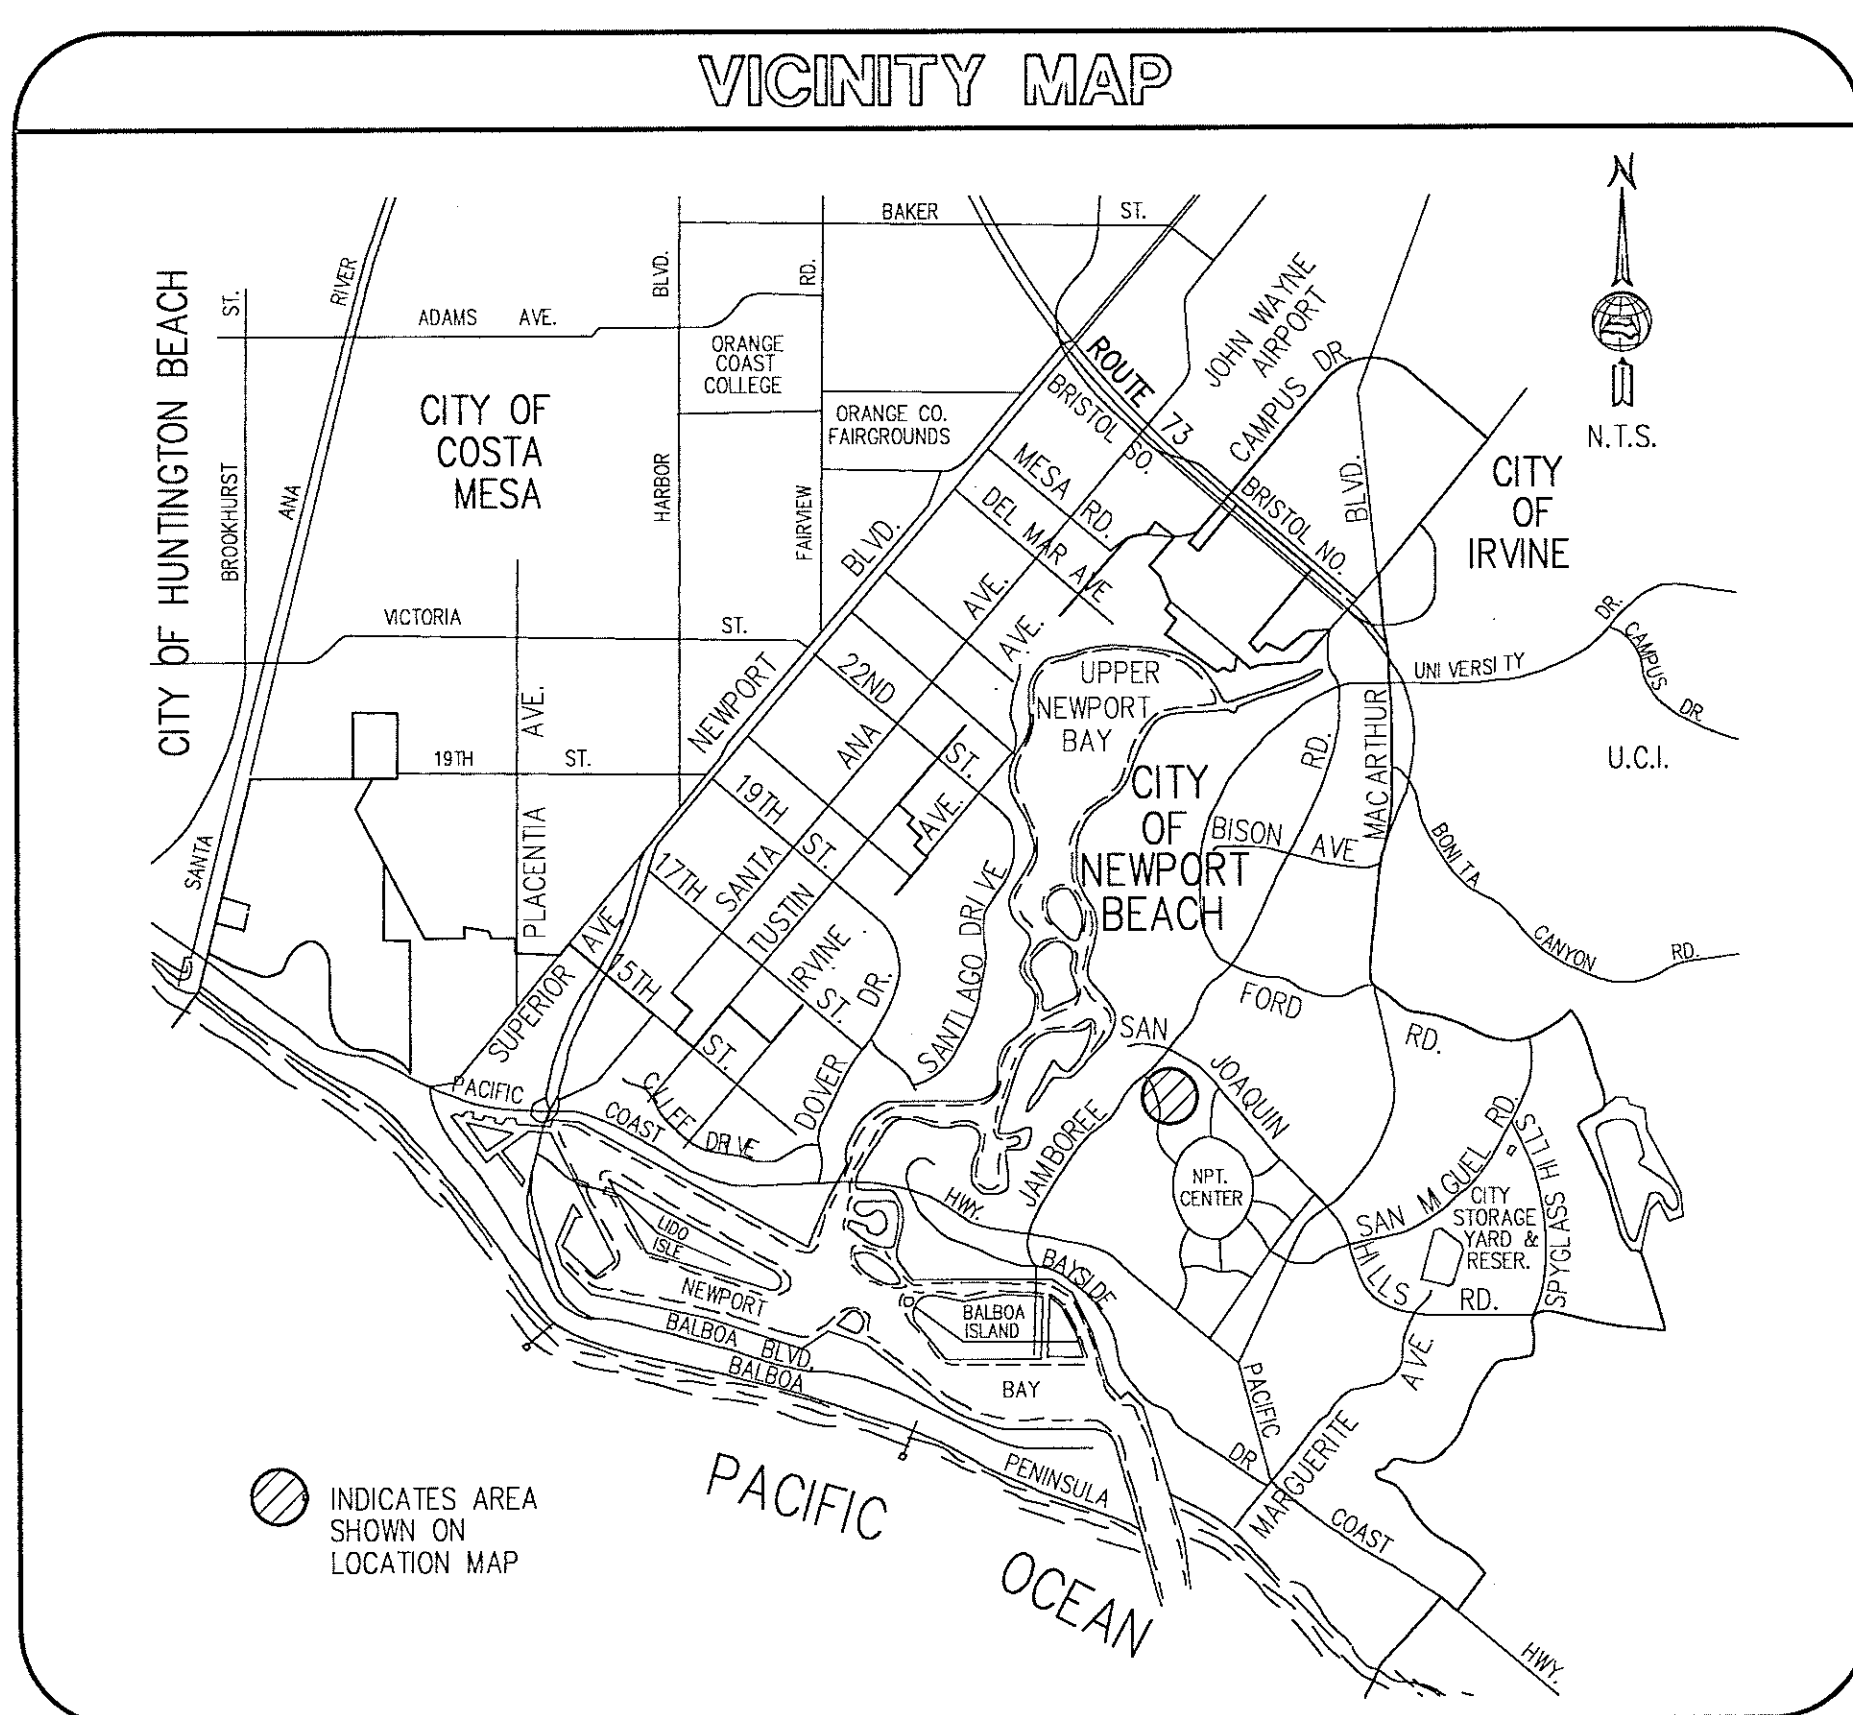 VICINITY MAP
N
N.T.S.
BAKER ST.
CITY OF HUNTINGTON BEACH
BROOKHURST ST.
SANTA ANA RIVER
ADAMS AVE.
HARBOR BLVD.
FAIRVIEW RD.
ORANGE
COAST
COLLEGE
ORANGE CO.
FAIRGROUNDS
CITY OF
COSTA
MESA
ROUTE 73
BRISTOL SO.
BRISTOL NO.
JOHN WAYNE
AIRPORT
CAMPUS DR.
MESA RD.
DEL MAR AVE
CITY
OF
IRVINE
VICTORIA ST.
PLACENTIA AVE.
NEWPORT BLVD.
22ND ST.
19TH ST.
19TH ST.
17TH ST.
15TH ST.
SANTA ANA AVE.
TUSTIN AVE.
IRVINE AVE.
UPPER
NEWPORT
BAY
UNIVERSITY DR.
CAMPUS DR.
U.C.I.
MACARTHUR BLVD.
CITY
OF
NEWPORT
BEACH
BISON AVE
BONITA CANYON RD.
SUPERIOR AVE
DOVER DR.
SANTIAGO DRIVE
CLIFF DRIVE
JAMBOREE RD.
FORD RD.
SAN JOAQUIN HILLS RD.
SAN MIGUEL RD.
SPYGLASS HILLS
NPT.
CENTER
CITY
STORAGE
YARD &
RESER.
PACIFIC COAST HWY.
LIDO
ISLE
NEWPORT BAY
BALBOA BLVD.
BALBOA PENINSULA
BALBOA
ISLAND
BAYSIDE DR
MARGUERITE AVE.
PACIFIC COAST HWY.
PACIFIC OCEAN
INDICATES AREA
SHOWN ON
LOCATION MAP